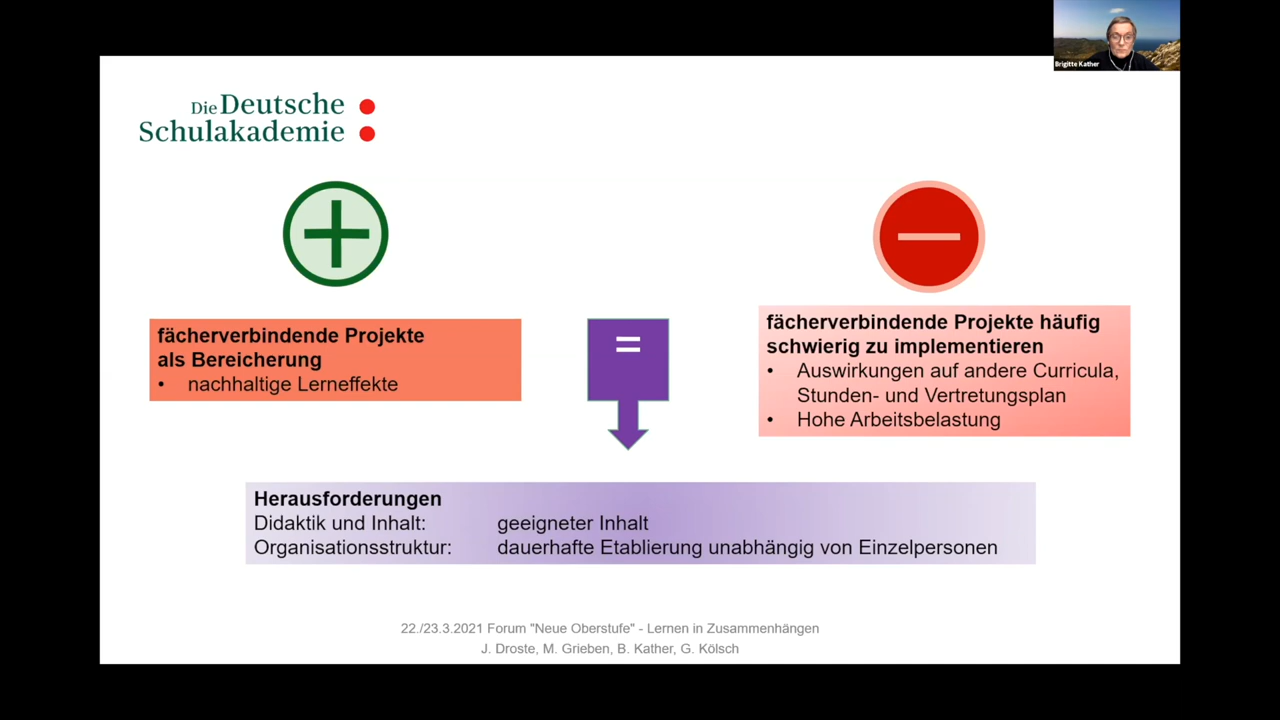 Brigitte Kather
Die Deutsche
Schulakademie
fächerverbindende Projekte
als Bereicherung
• nachhaltige Lerneffekte
=
fächerverbindende Projekte häufig
schwierig zu implementieren
• Auswirkungen auf andere Curricula,
Stunden- und Vertretungsplan
• Hohe Arbeitsbelastung
Herausforderungen
Didaktik und Inhalt: geeigneter Inhalt
Organisationsstruktur: dauerhafte Etablierung unabhängig von Einzelpersonen
22./23.3.2021 Forum "Neue Oberstufe" - Lernen in Zusammenhängen
J. Droste, M. Grieben, B. Kather, G. Kölsch